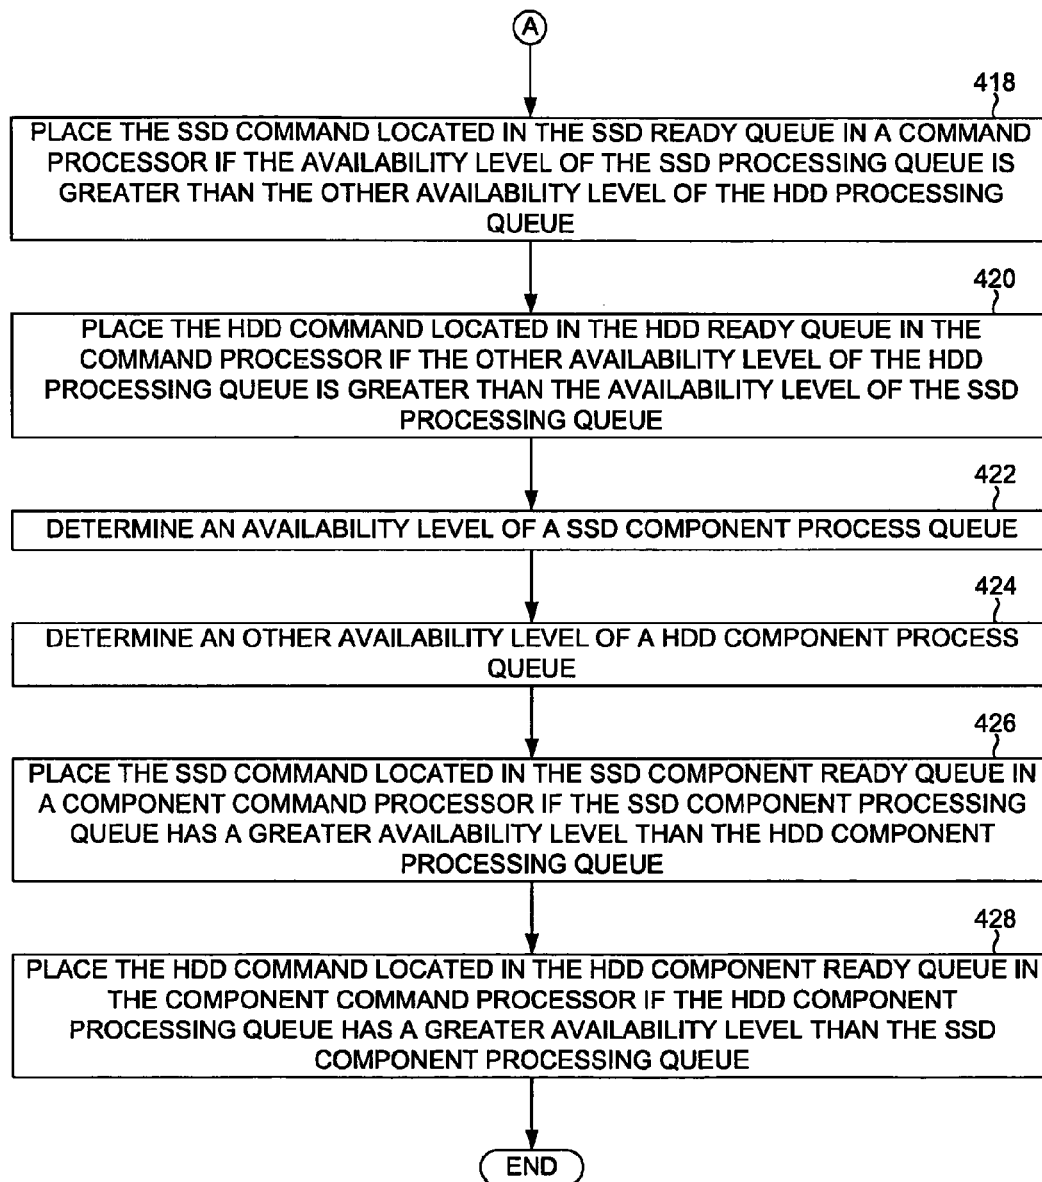 A
418
PLACE THE SSD COMMAND LOCATED IN THE SSD READY QUEUE IN A COMMAND
PROCESSOR IF THE AVAILABILITY LEVEL OF THE SSD PROCESSING QUEUE IS
GREATER THAN THE OTHER AVAILABILITY LEVEL OF THE HDD PROCESSING
QUEUE
420
PLACE THE HDD COMMAND LOCATED IN THE HDD READY QUEUE IN THE
COMMAND PROCESSOR IF THE OTHER AVAILABILITY LEVEL OF THE HDD
PROCESSING QUEUE IS GREATER THAN THE AVAILABILITY LEVEL OF THE SSD
PROCESSING QUEUE
422
DETERMINE AN AVAILABILITY LEVEL OF A SSD COMPONENT PROCESS QUEUE
424
DETERMINE AN OTHER AVAILABILITY LEVEL OF A HDD COMPONENT PROCESS
QUEUE
426
PLACE THE SSD COMMAND LOCATED IN THE SSD COMPONENT READY QUEUE IN
A COMPONENT COMMAND PROCESSOR IF THE SSD COMPONENT PROCESSING
QUEUE HAS A GREATER AVAILABILITY LEVEL THAN THE HDD COMPONENT
PROCESSING QUEUE
428
PLACE THE HDD COMMAND LOCATED IN THE HDD COMPONENT READY QUEUE IN
THE COMPONENT COMMAND PROCESSOR IF THE HDD COMPONENT
PROCESSING QUEUE HAS A GREATER AVAILABILITY LEVEL THAN THE SSD
COMPONENT PROCESSING QUEUE
END